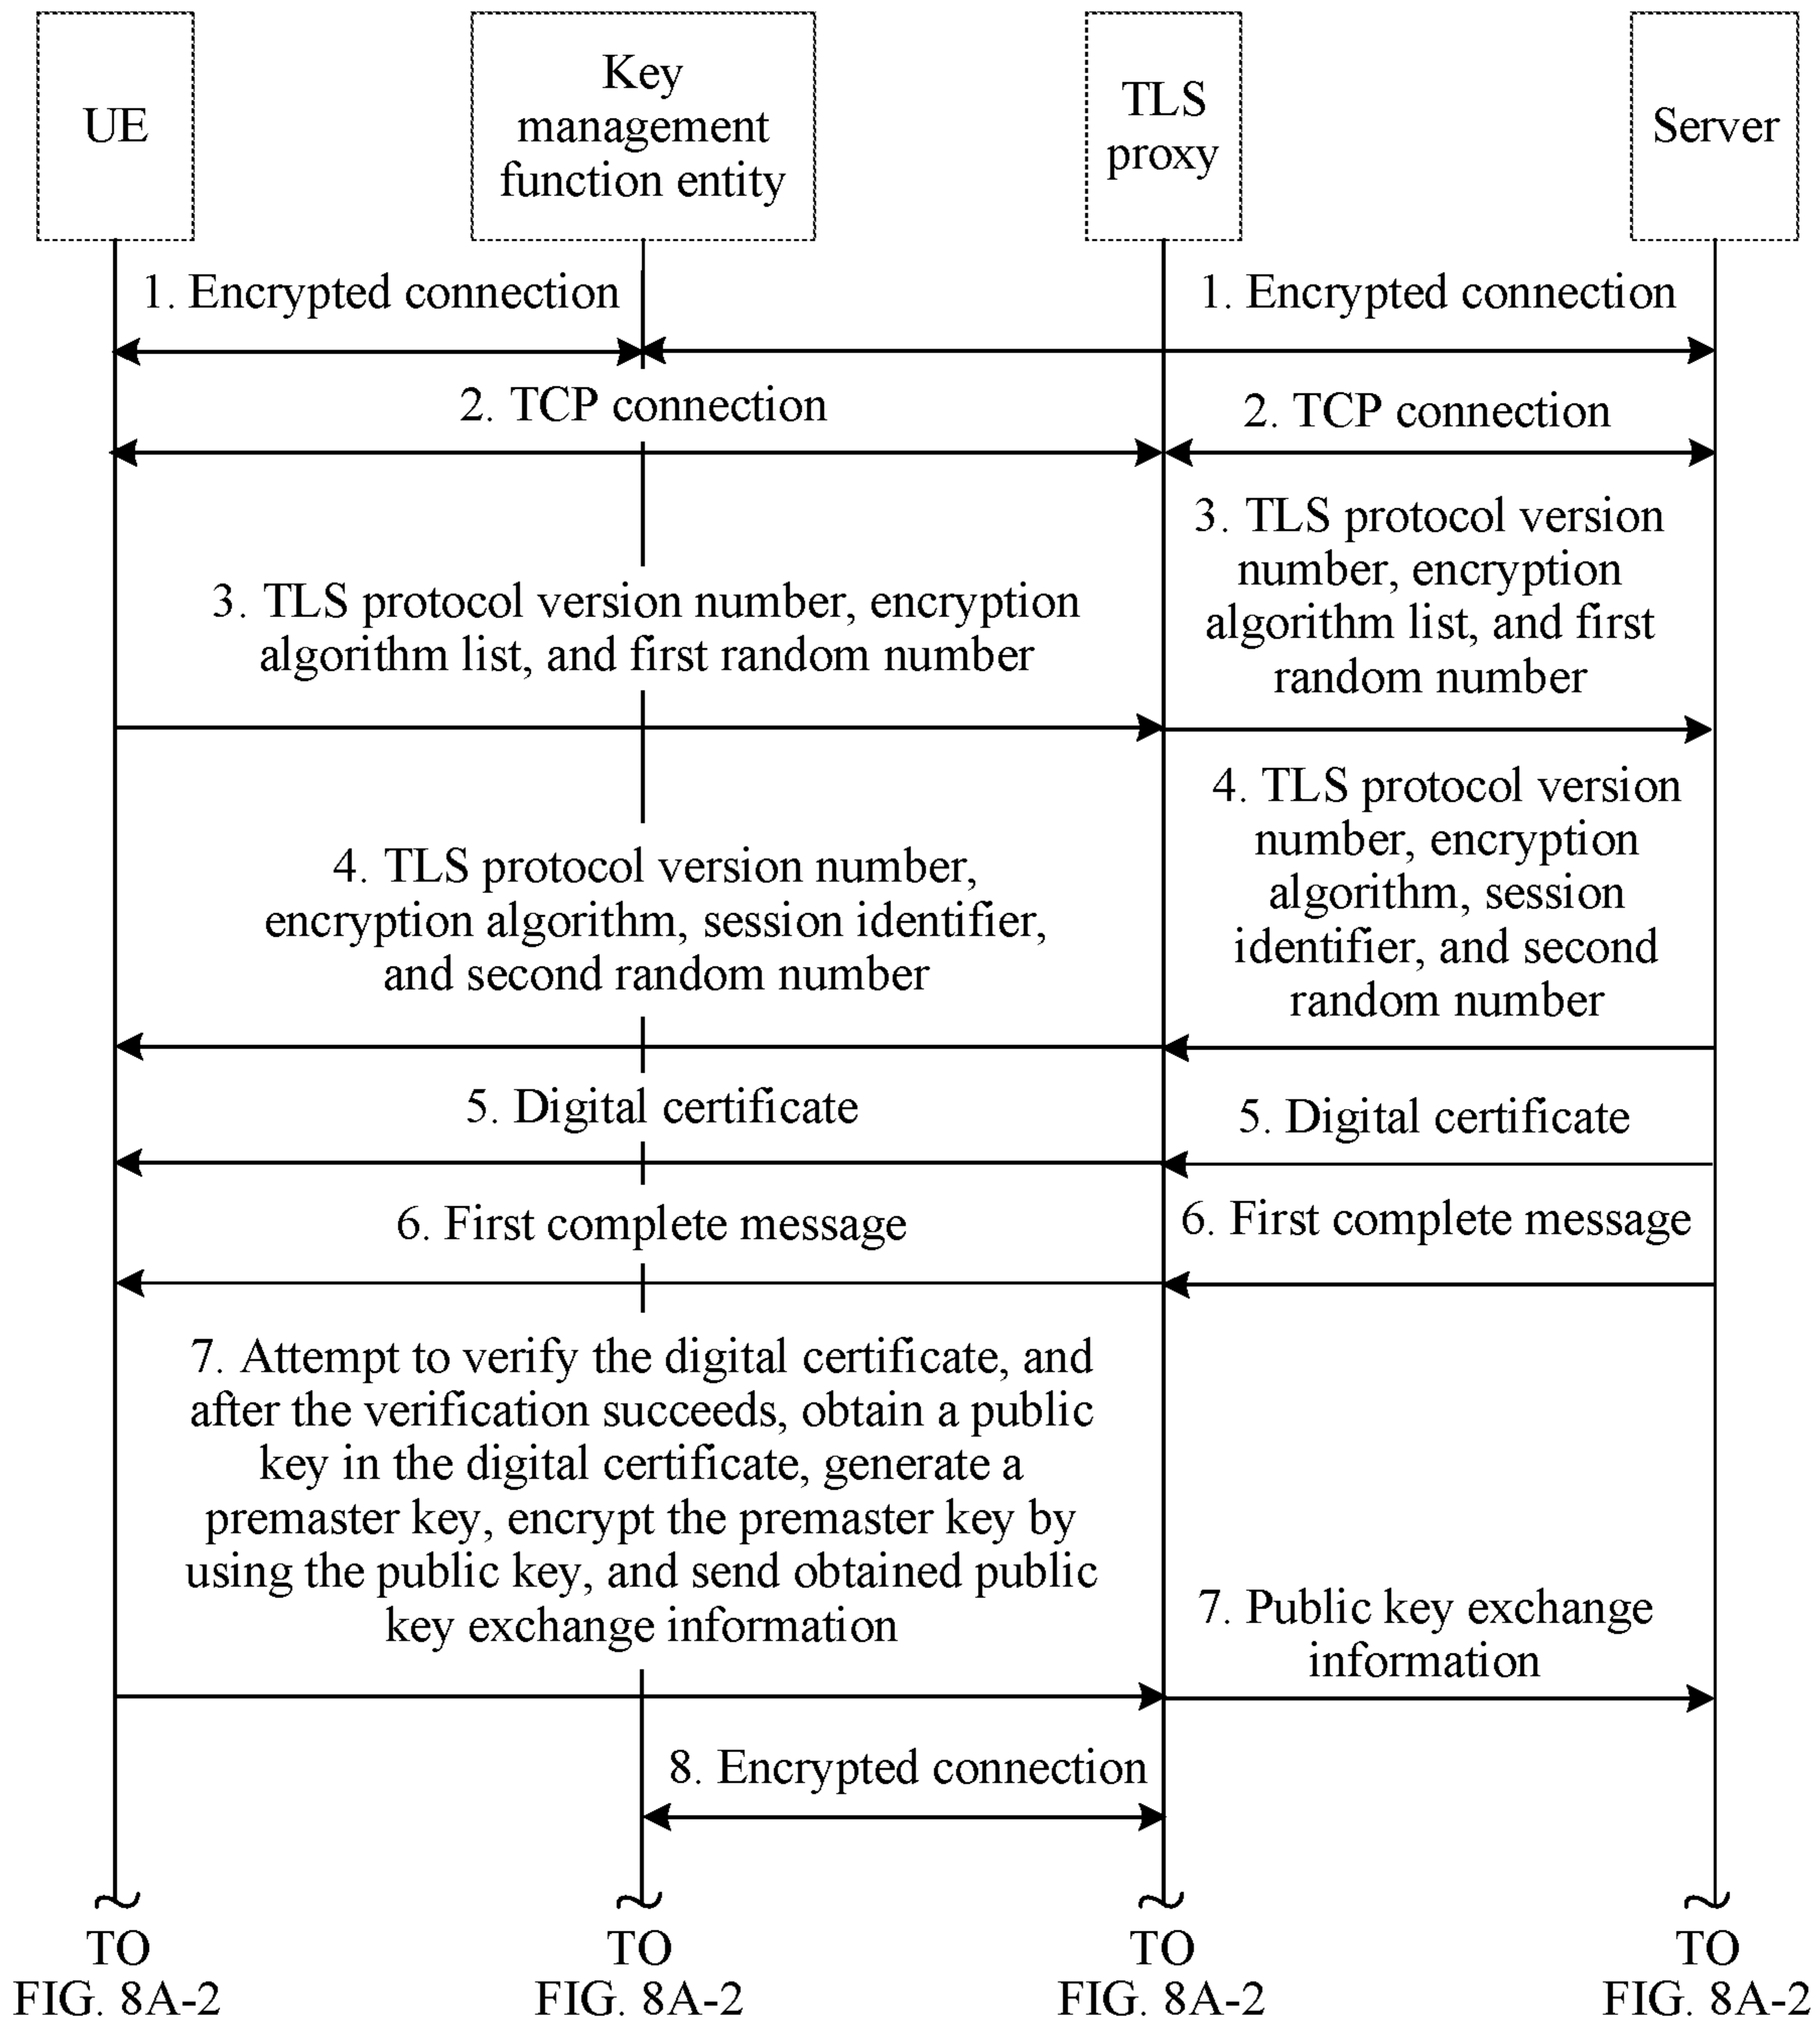 UE
Key
management
function entity
TLS
proxy
Server
1. Encrypted connection
1. Encrypted connection
2. TCP connection
2. TCP connection
3. TLS protocol version number, encryption
algorithm list, and first random number
3. TLS protocol version
number, encryption
algorithm list, and first
random number
4. TLS protocol version number,
encryption algorithm, session identifier,
and second random number
4. TLS protocol version
number, encryption
algorithm, session
identifier, and second
random number
5. Digital certificate
5. Digital certificate
6. First complete message
6. First complete message
7. Attempt to verify the digital certificate, and
after the verification succeeds, obtain a public
key in the digital certificate, generate a
premaster key, encrypt the premaster key by
using the public key, and send obtained public
key exchange information
7. Public key exchange
information
8. Encrypted connection
TO
FIG. 8A-2
TO
FIG. 8A-2
TO
FIG. 8A-2
TO
FIG. 8A-2